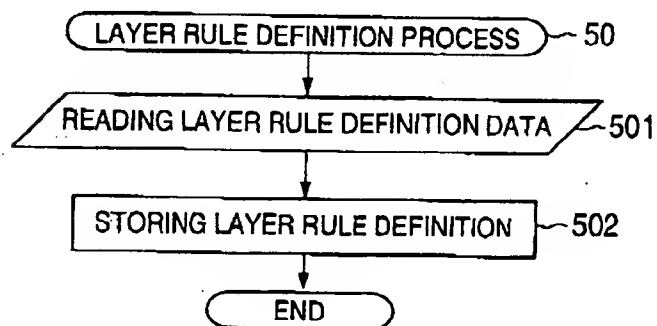 LAYER RULE DEFINITION PROCESS 50
READING LAYER RULE DEFINITION DATA 501
STORING LAYER RULE DEFINITION 502
END